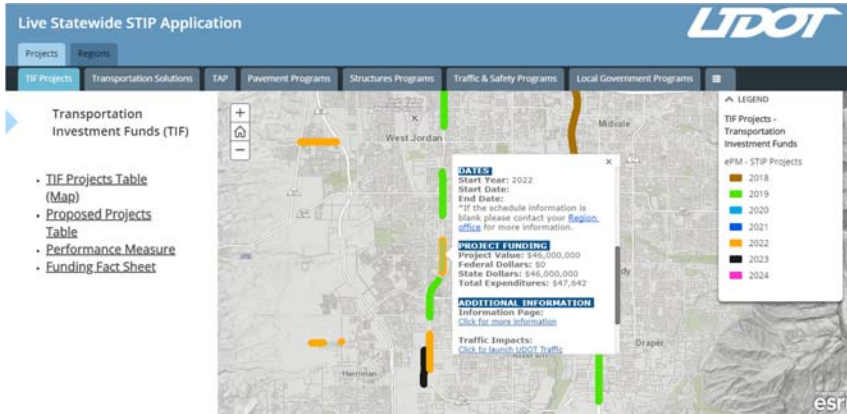 Live Statewide STIP Application
UDOT
Projects
Regions
TIF Projects
Transportation Solutions
TAP
Pavement Programs
Structures Programs
Traffic & Safety Programs
Local Government Programs
Transportation
Investment Funds (TIF)
• TIF Projects Table
(Map)
• Proposed Projects
Table
• Performance Measure
• Funding Fact Sheet
+
−
West Jordan
Midvale
Draper
Herriman
×
DATES
Start Year: 2022
Start Date:
End Date:
*If the schedule information is
blank please contact your Region
office for more information.
PROJECT FUNDING
Project Value: $46,000,000
Federal Dollars: $0
State Dollars: $46,000,000
Total Expenditures: $47,642
ADDITIONAL INFORMATION
Information Page:
Click for more information
Traffic Impacts:
Click to launch UDOT Traffic
LEGEND
TIF Projects -
Transportation
Investment Funds
ePM - STIP Projects
2018
2019
2020
2021
2022
2023
2024
esri